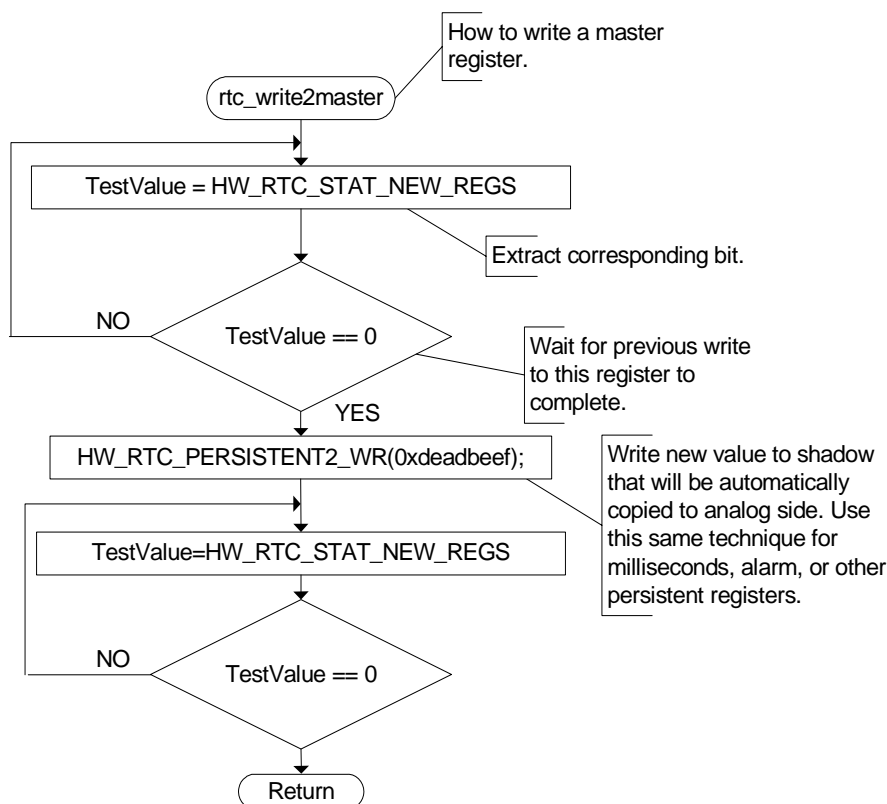 How to write a master
register.
rtc_write2master
TestValue = HW_RTC_STAT_NEW_REGS
Extract corresponding bit.
NO
TestValue == 0
Wait for previous write
to this register to
complete.
YES
HW_RTC_PERSISTENT2_WR(0xdeadbeef);
Write new value to shadow
that will be automatically
copied to analog side. Use
this same technique for
milliseconds, alarm, or other
persistent registers.
TestValue=HW_RTC_STAT_NEW_REGS
NO
TestValue == 0
Return